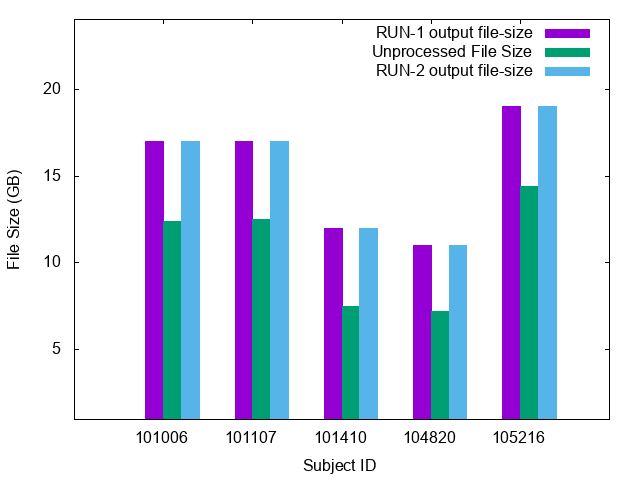 RUN-1 output file-size
Unprocessed File Size
RUN-2 output file-size
20
15
10
5
File Size (GB)
101006 101107 101410 104820 105216
Subject ID